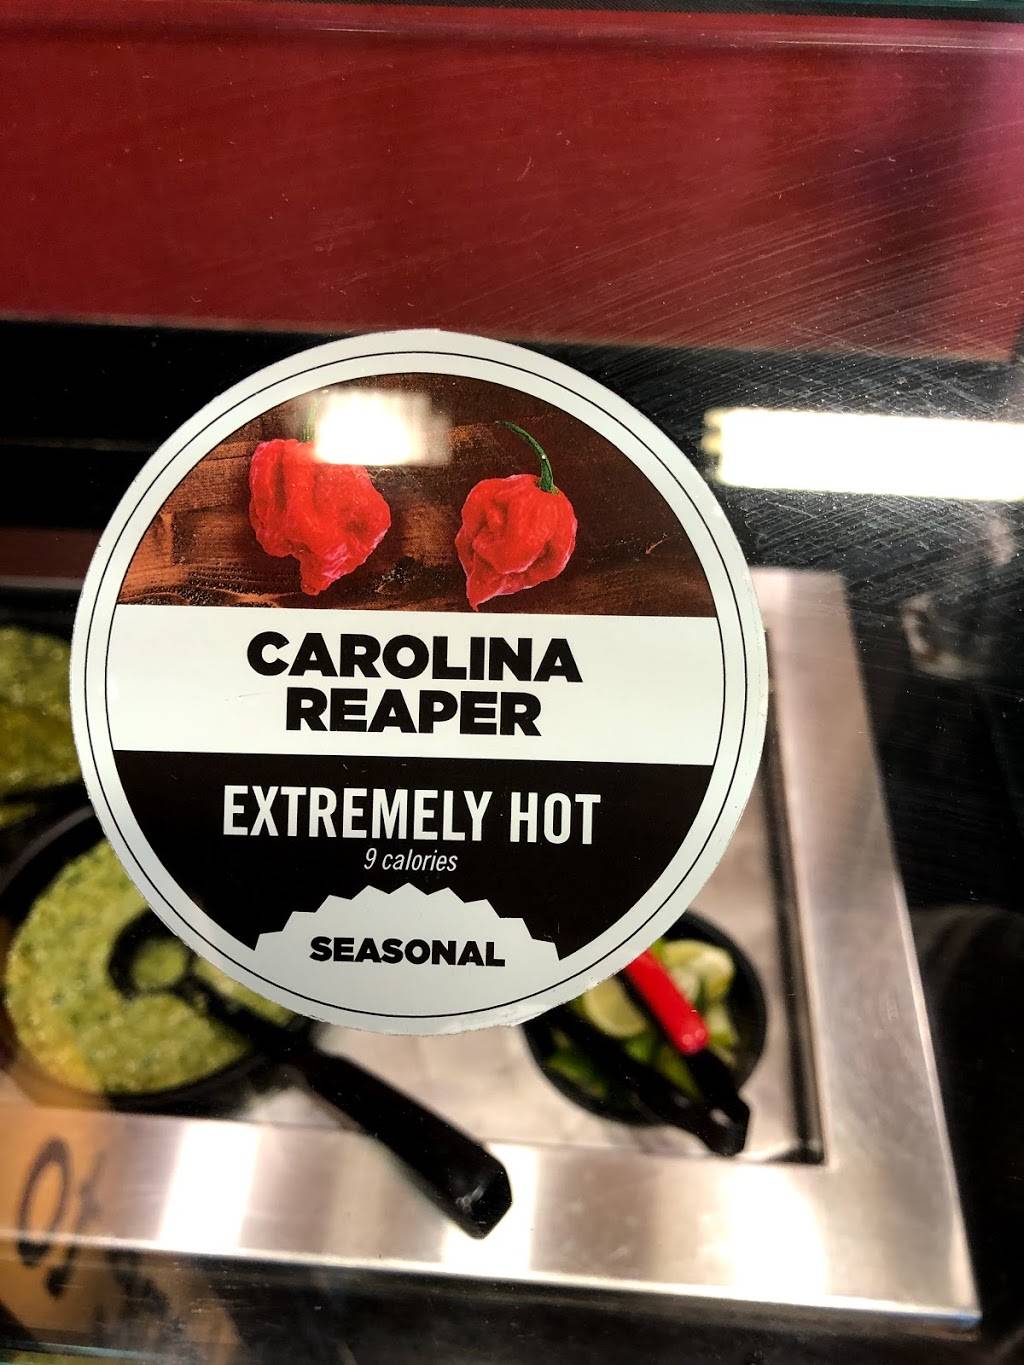 CAROLINA
REAPER
EXTREMELY HOT
9 calories
SEASONAL